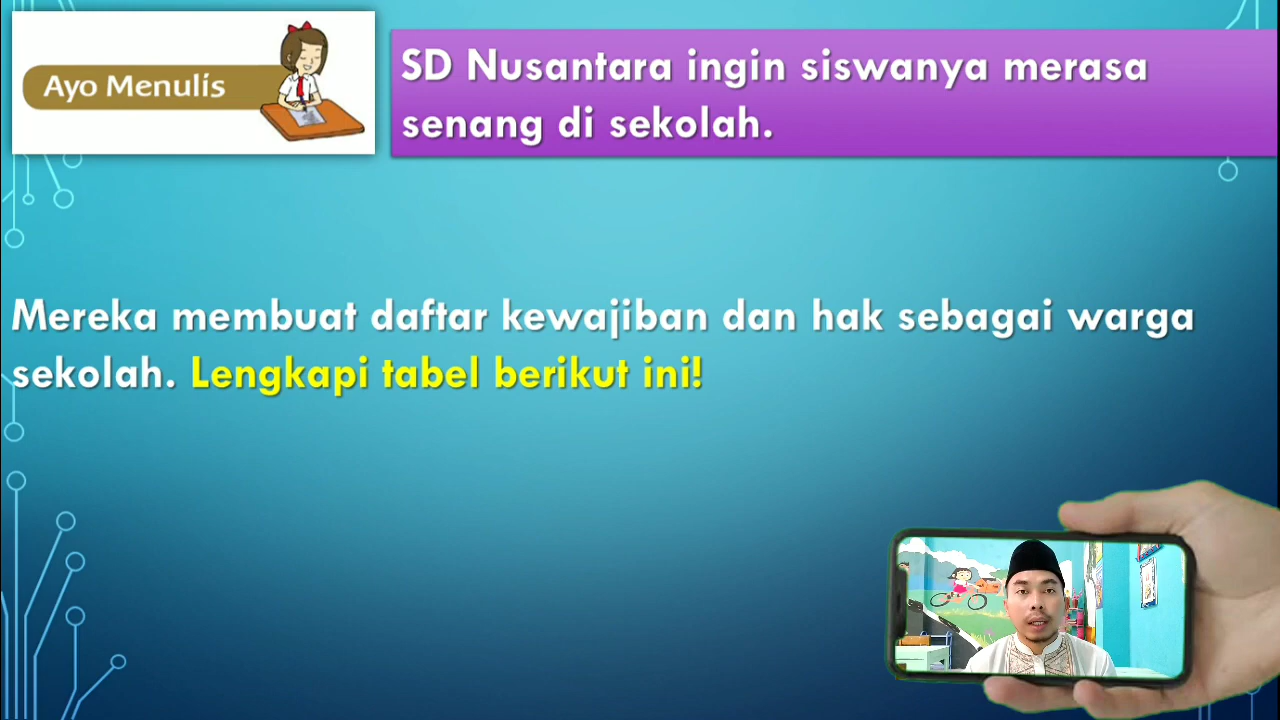 Ayo Menulis
SD Nusantara ingin siswanya merasa
senang di sekolah.
Mereka membuat daftar kewajiban dan hak sebagai warga
sekolah. Lengkapi tabel berikut ini!